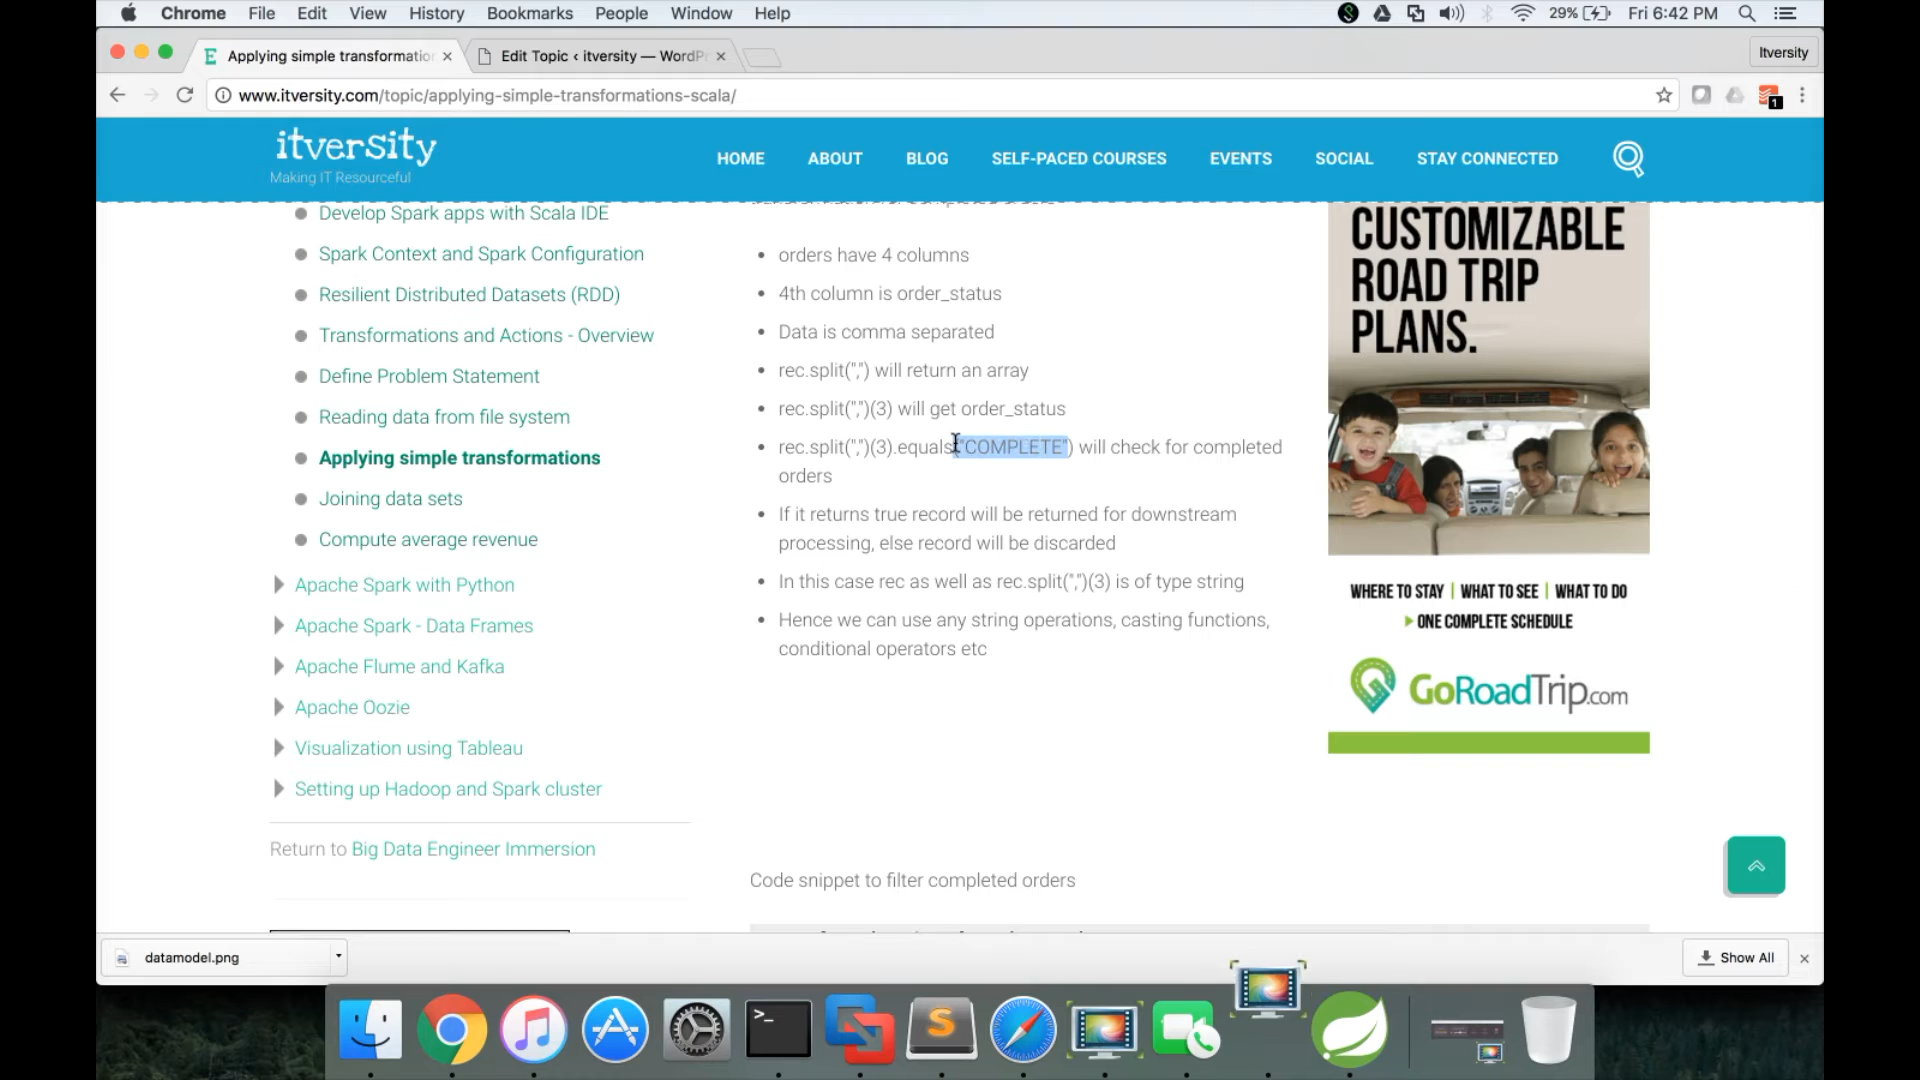 Chrome File Edit View History Bookmarks People Window Help
29% Fri 6:42 PM
Applying simple transformatio
Edit Topic ‹ itversity — WordP
Itversity
www.itversity.com/topic/applying-simple-transformations-scala/
1
itversity
Making IT Resourceful
HOME ABOUT BLOG SELF-PACED COURSES EVENTS SOCIAL STAY CONNECTED
Develop Spark apps with Scala IDE
Spark Context and Spark Configuration
Resilient Distributed Datasets (RDD)
Transformations and Actions - Overview
Define Problem Statement
Reading data from file system
Applying simple transformations
Joining data sets
Compute average revenue
Apache Spark with Python
Apache Spark - Data Frames
Apache Flume and Kafka
Apache Oozie
Visualization using Tableau
Setting up Hadoop and Spark cluster
Return to Big Data Engineer Immersion
orders have 4 columns
4th column is order_status
Data is comma separated
rec.split(",") will return an array
rec.split(",")(3) will get order_status
rec.split(",")(3).equals("COMPLETE") will check for completed
orders
If it returns true record will be returned for downstream
processing, else record will be discarded
In this case rec as well as rec.split(",")(3) is of type string
Hence we can use any string operations, casting functions,
conditional operators etc
Code snippet to filter completed orders
CUSTOMIZABLE
ROAD TRIP
PLANS.
WHERE TO STAY | WHAT TO SEE | WHAT TO DO
ONE COMPLETE SCHEDULE
GoRoadTrip.com
datamodel.png
Show All